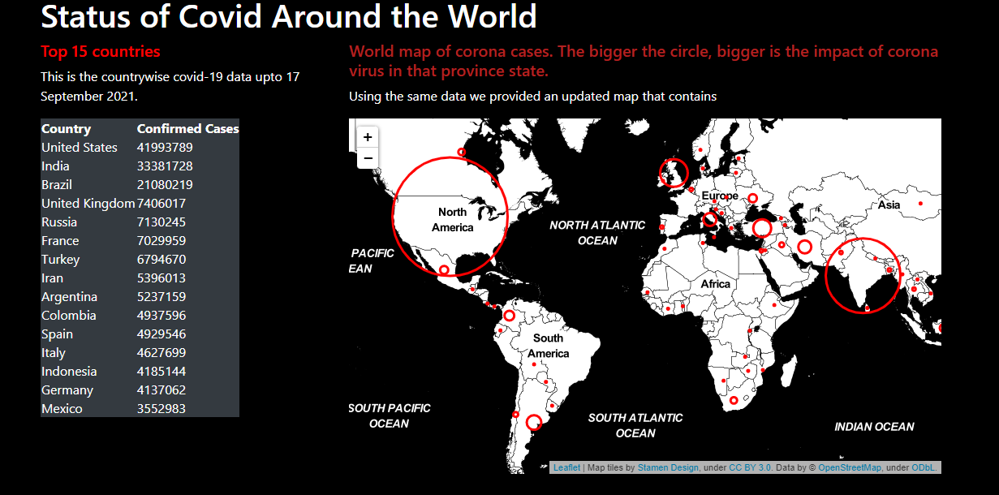 Status of Covid Around the World
Top 15 countries
This is the countrywise covid-19 data upto 17
September 2021.
Country Confirmed Cases
United States 41993789
India 33381728
Brazil 21080219
United Kingdom 7406017
Russia 7130245
France 7029959
Turkey 6794670
Iran 5396013
Argentina 5237159
Colombia 4937596
Spain 4929546
Italy 4627699
Indonesia 4185144
Germany 4137062
Mexico 3552983
World map of corona cases. The bigger the circle, bigger is the impact of corona
virus in that province state.
Using the same data we provided an updated map that contains
+
−
North
America
Europe
Asia
NORTH ATLANTIC
OCEAN
PACIFIC
EAN
Africa
South
America
SOUTH PACIFIC
OCEAN
SOUTH ATLANTIC
OCEAN
INDIAN OCEAN
Leaflet | Map tiles by Stamen Design, under CC BY 3.0. Data by © OpenStreetMap, under ODbL.